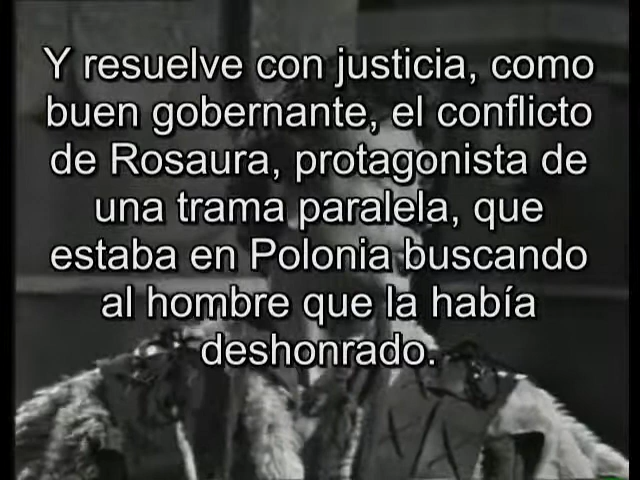 Y resuelve con justicia, como
buen gobernante, el conflicto
de Rosaura, protagonista de
una trama paralela, que
estaba en Polonia buscando
al hombre que la había
deshonrado.